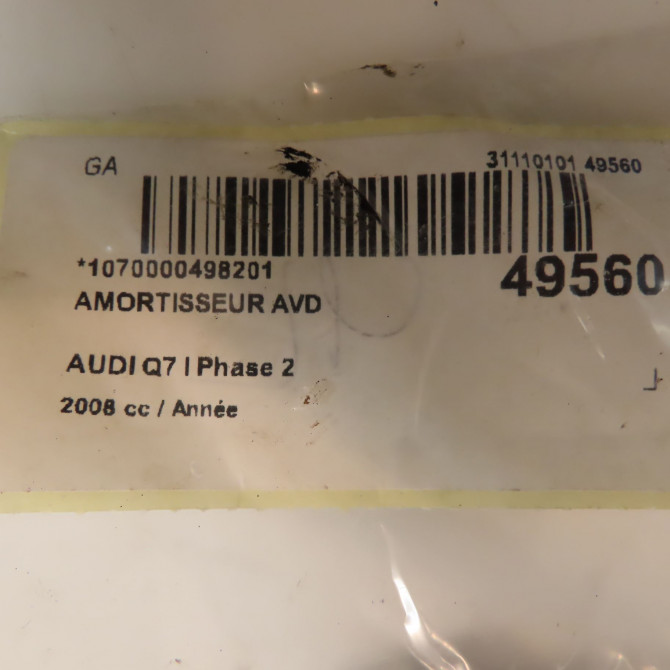 GA
31110101 49560
*1070000498201
49560
AMORTISSEUR AVD
AUDI Q7 I Phase 2
2008 cc / Année